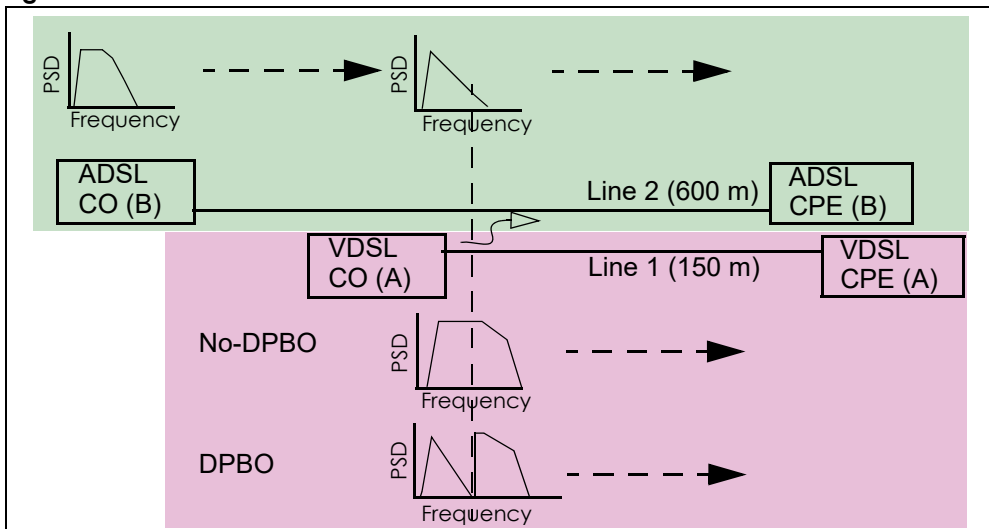 PSD
Frequency
PSD
Frequency
ADSL
CO (B)
Line 2 (600 m)
ADSL
CPE (B)
VDSL
CO (A)
Line 1 (150 m)
VDSL
CPE (A)
No-DPBO
PSD
Frequency
DPBO
PSD
Frequency